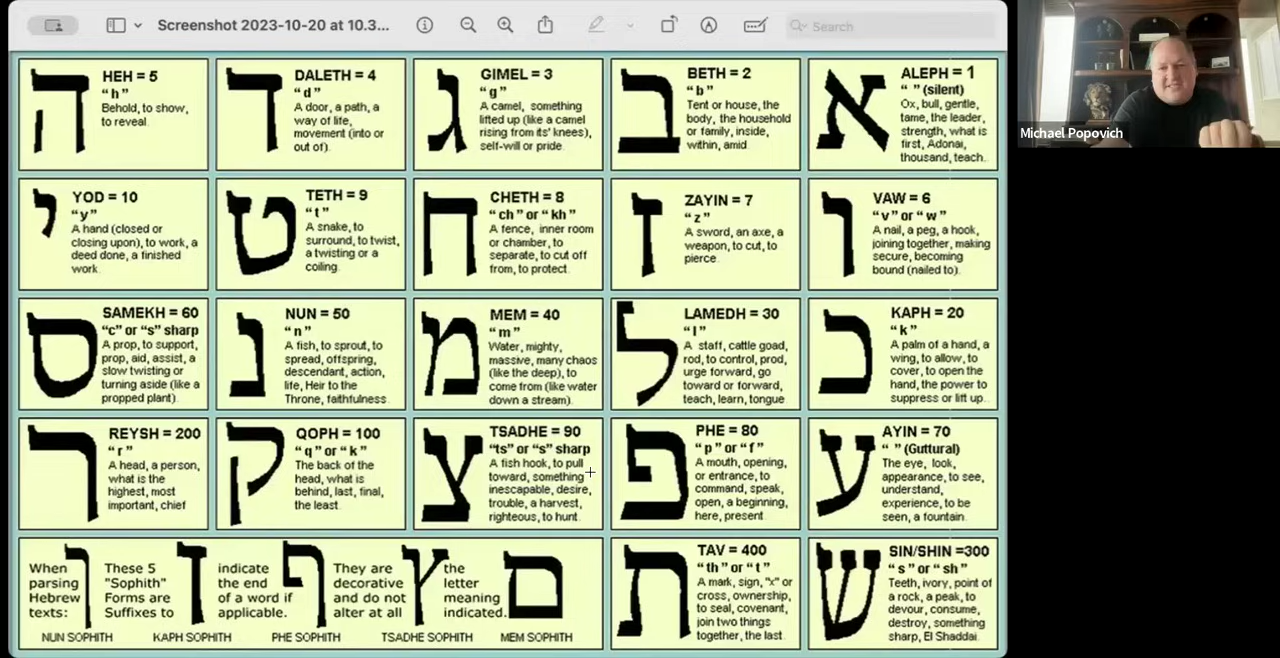 Screenshot 2023-10-20 at 10.3...
Search
Michael Popovich
א
ALEPH = 1
“ ” (silent)
Ox, bull, gentle,
tame, the leader,
strength, what is
first, Adonai,
thousand, teach.
ב
BETH = 2
“b”
Tent or house, the
body, the household
or family, inside,
within, amid
ג
GIMEL = 3
“g”
A camel, something
lifted up (like a camel
rising from its' knees),
self-will or pride.
ד
DALETH = 4
“d”
A door, a path, a
way of life,
movement (into or
out of).
ה
HEH = 5
“h”
Behold, to show,
to reveal.
ו
VAW = 6
“v” or “w”
A nail, a peg, a hook,
joining together, making
secure, becoming
bound (nailed to).
ז
ZAYIN = 7
“z”
A sword, an axe, a
weapon, to cut, to
pierce.
ח
CHETH = 8
“ch” or “kh”
A fence, inner room
or chamber, to
separate, to cut off
from, to protect.
ט
TETH = 9
“t”
A snake, to
surround, to twist,
a twisting or a
coiling.
י
YOD = 10
“y”
A hand (closed or
closing upon), to work, a
deed done, a finished
work.
כ
KAPH = 20
“k”
A palm of a hand, a
wing, to allow, to
cover, to open the
hand, the power to
suppress or lift up.
ל
LAMEDH = 30
“l”
A staff, cattle goad,
rod, to control, prod,
urge forward, go
toward or forward,
teach, learn, tongue
מ
MEM = 40
“m”
Water, mighty,
massive, many chaos
(like the deep), to
come from (like water
down a stream).
נ
NUN = 50
“n”
A fish, to sprout, to
spread, offspring,
descendant, action,
life, Heir to the
Throne, faithfulness
ס
SAMEKH = 60
“c” or “s” sharp
A prop, to support,
prop, aid, assist, a
slow twisting or
turning aside (like a
propped plant).
ע
AYIN = 70
“ ” (Guttural)
The eye, look,
appearance, to see,
understand,
experience, to be
seen, a fountain.
פ
PHE = 80
“p” or “f”
A mouth, opening,
or entrance, to
command, speak,
open, a beginning,
here, present.
צ
TSADHE = 90
“ts” or “s” sharp
A fish hook, to pull
toward, something
inescapable, desire,
trouble, a harvest,
righteous, to hunt.
ק
QOPH = 100
“q” or “k”
The back of the
head, what is
behind, last, final,
the least.
ר
REYSH = 200
“r”
A head, a person,
what is the
highest, most
important, chief
ש
SIN/SHIN =300
“s” or “sh”
Teeth, ivory, point of
a rock, a peak, to
devour, consume,
destroy, something
sharp, El Shaddai.
ת
TAV = 400
“th” or “t”
A mark, sign, "x" or
cross, ownership,
to seal, covenant,
join two things
together, the last.
When
parsing
Hebrew
texts:
ן
These 5
"Sophith"
Forms are
Suffixes to
ך
indicate
the end
of a word if
applicable.
ף
They are
decorative
and do not
alter at all
ץ
the
letter
meaning
indicated.
ם
NUN SOPHITH KAPH SOPHITH PHE SOPHITH TSADHE SOPHITH MEM SOPHITH